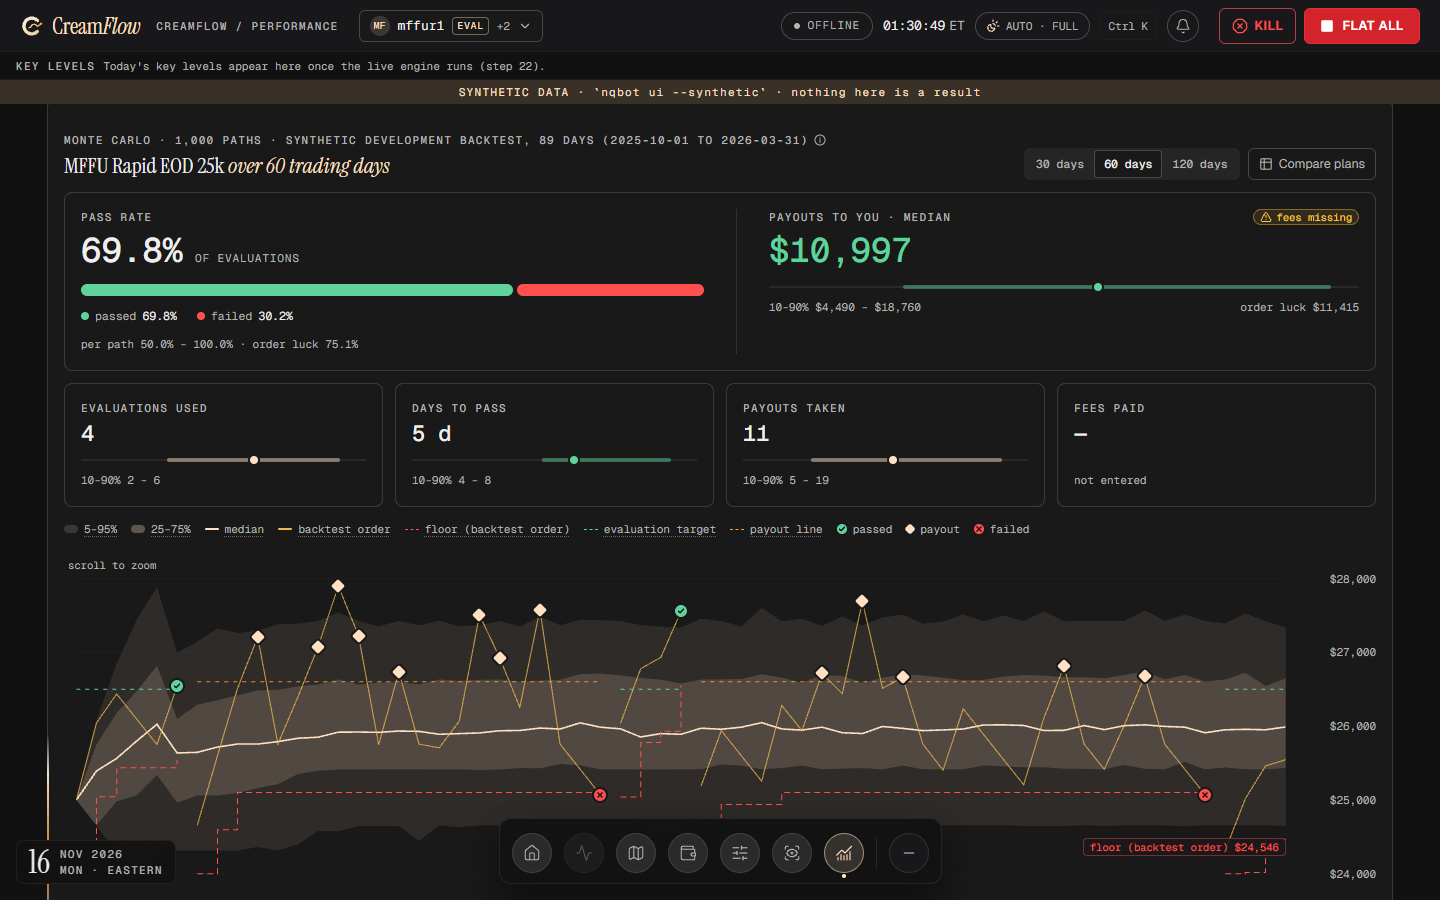 CreamFlow CREAMFLOW / PERFORMANCE MF mffur1 EVAL +2 OFFLINE 01:30:49 ET AUTO · FULL Ctrl K KILL FLAT ALL
KEY LEVELS Today's key levels appear here once the live engine runs (step 22).
SYNTHETIC DATA · `nqbot ui --synthetic` · nothing here is a result
MONTE CARLO · 1,000 PATHS · SYNTHETIC DEVELOPMENT BACKTEST, 89 DAYS (2025-10-01 TO 2026-03-31)
MFFU Rapid EOD 25k over 60 trading days
30 days 60 days 120 days Compare plans
PASS RATE
69.8% OF EVALUATIONS
passed 69.8% failed 30.2%
per path 50.0% – 100.0% · order luck 75.1%
PAYOUTS TO YOU · MEDIAN fees missing
$10,997
10–90% $4,490 – $18,760 order luck $11,415
EVALUATIONS USED
4
10–90% 2 – 6
DAYS TO PASS
5 d
10–90% 4 – 8
PAYOUTS TAKEN
11
10–90% 5 – 19
FEES PAID
—
not entered
5–95% 25–75% median backtest order floor (backtest order) evaluation target payout line passed payout failed
scroll to zoom
$28,000
$27,000
$26,000
$25,000
floor (backtest order) $24,546
$24,000
16 NOV 2026
MON · EASTERN